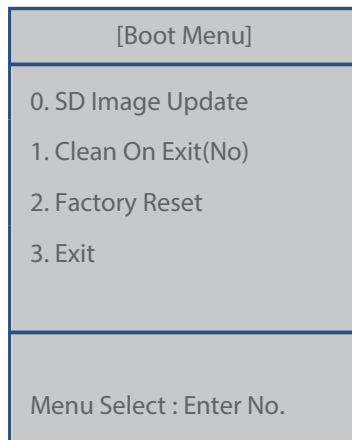 [Boot Menu]
0. SD Image Update
1. Clean On Exit(No)
2. Factory Reset
3. Exit
Menu Select : Enter No.